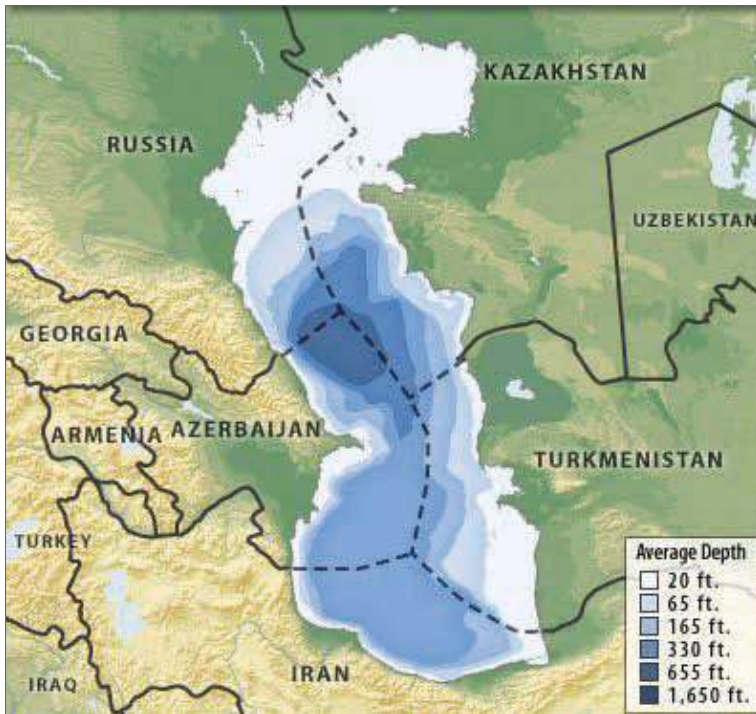 KAZAKHSTAN
RUSSIA
UZBEKISTAN
GEORGIA
ARMENIA
AZERBAIJAN
TURKMENISTAN
TURKEY
IRAN
IRAQ
Average Depth
20 ft.
65 ft.
165 ft.
330 ft.
655 ft.
1,650 ft.